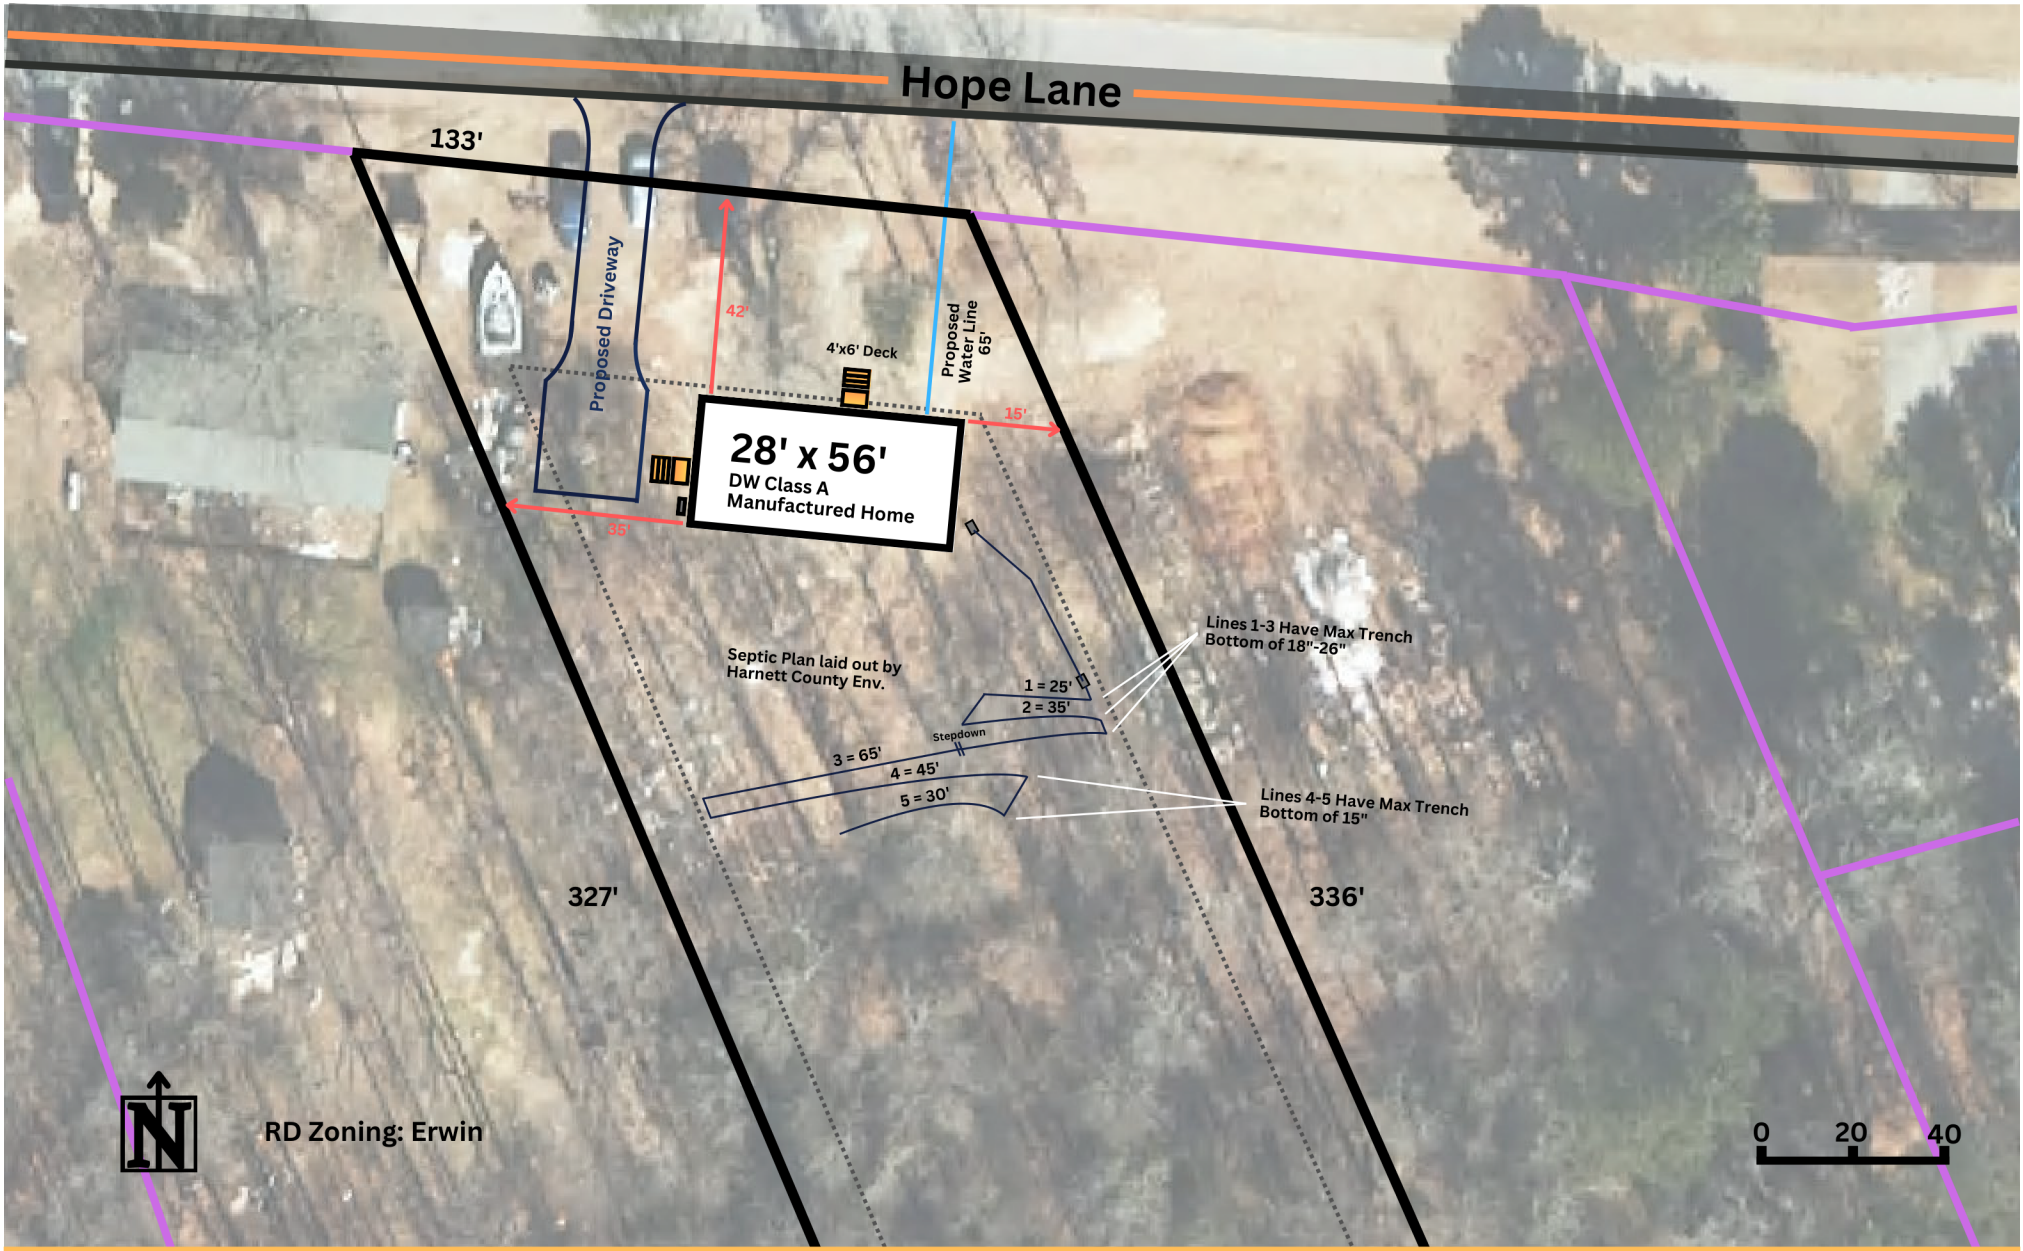 Hope Lane
133'
Proposed Driveway
42'
4'x6' Deck
Proposed
Water Line
65'
15'
28' x 56'
DW Class A
Manufactured Home
35'
Septic Plan laid out by
Harnett County Env.
Lines 1-3 Have Max Trench
Bottom of 18"-26"
1 = 25'
2 = 35'
Stepdown
3 = 65'
4 = 45'
5 = 30'
Lines 4-5 Have Max Trench
Bottom of 15"
327'
336'
N
RD Zoning: Erwin
0 20 40